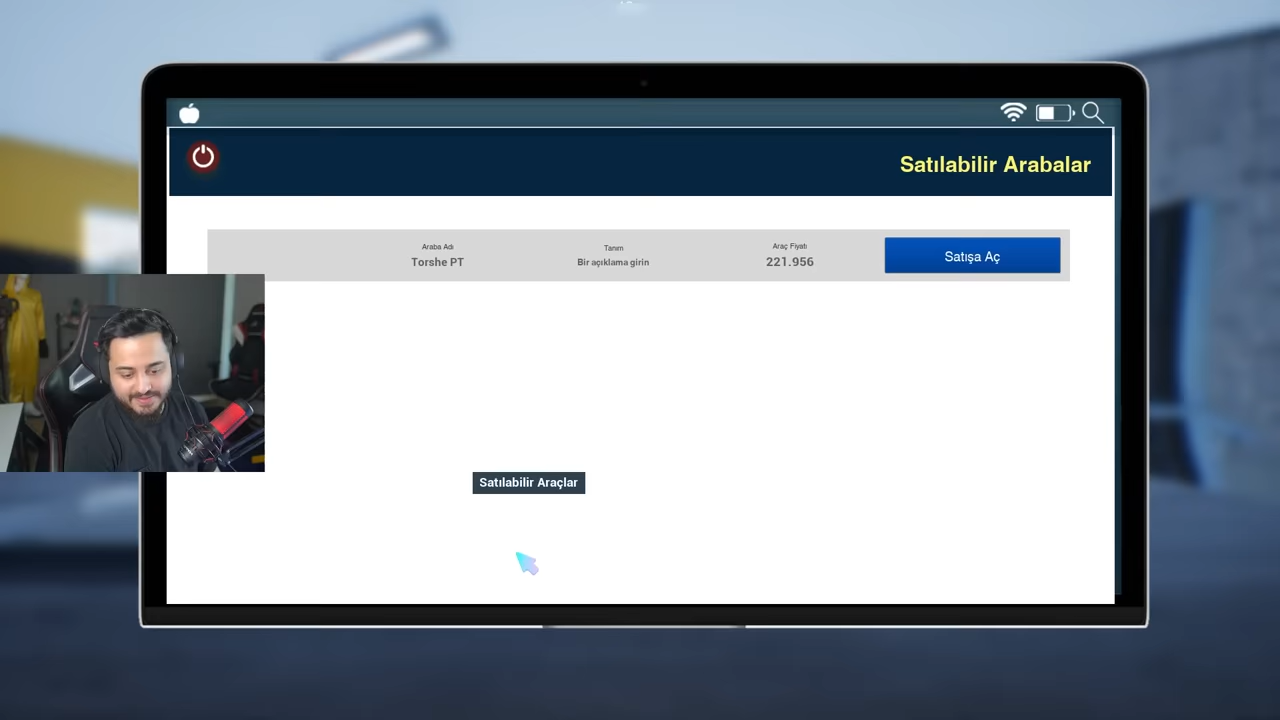 Satılabilir Arabalar
Araba Adı
Torshe PT
Tanım
Bir açıklama girin
Araç Fiyatı
221.956
Satışa Aç
Satılabilir Araçlar